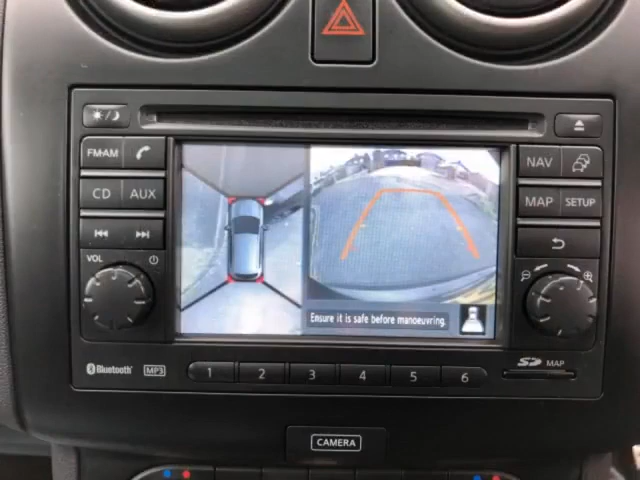 FM·AM
CD AUX
VOL
Bluetooth
MP3
1 2 3 4 5 6
Ensure it is safe before manoeuvring.
NAV
MAP SETUP
SD MAP
CAMERA